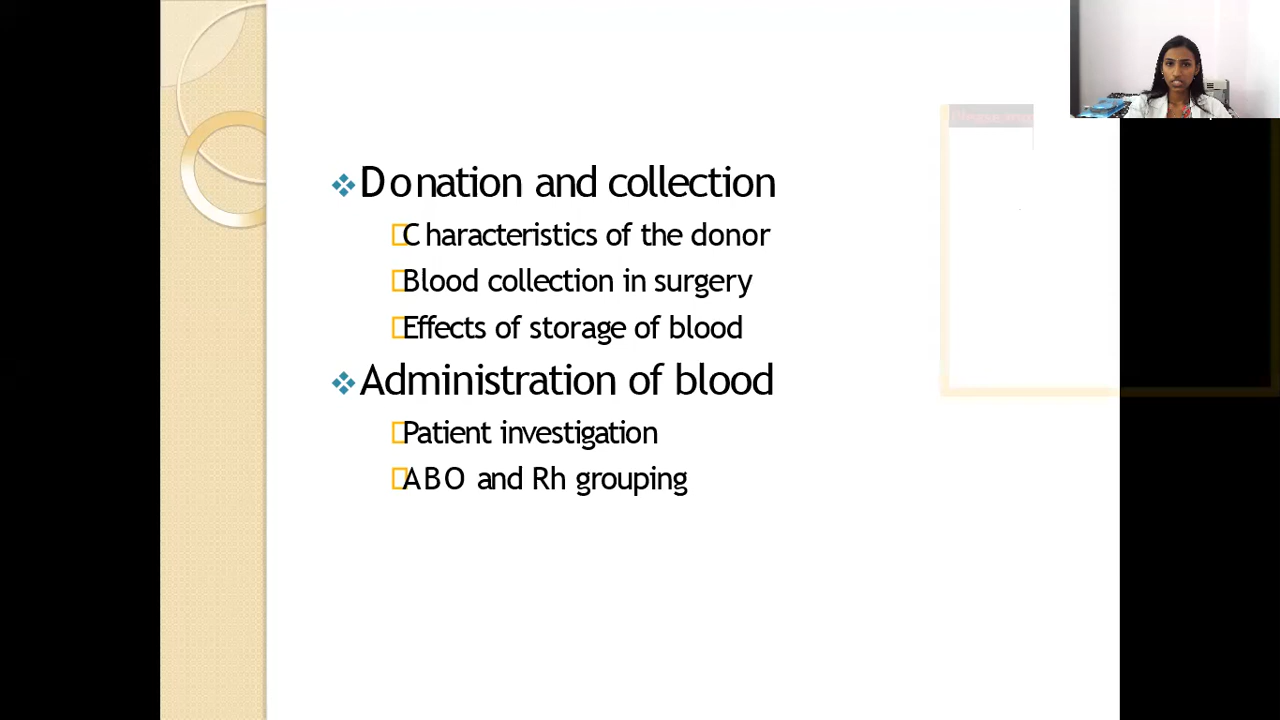 Donation and collection
Characteristics of the donor
Blood collection in surgery
Effects of storage of blood
Administration of blood
Patient investigation
ABO and Rh grouping